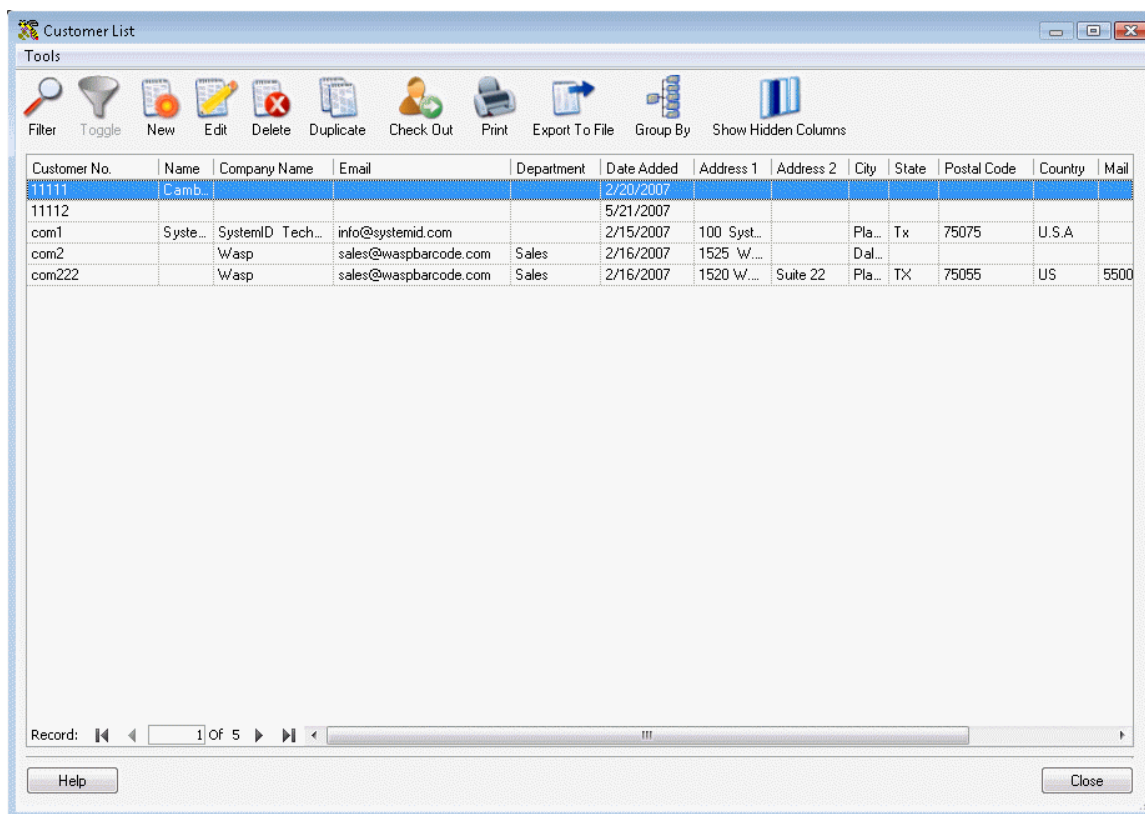 Customer List
Tools
Filter Toggle New Edit Delete Duplicate Check Out Print Export To File Group By Show Hidden Columns
Customer No. Name Company Name Email Department Date Added Address 1 Address 2 City State Postal Code Country Mail
11111 Camb... 2/20/2007
11112 5/21/2007
com1 Syste... SystemID Tech... info@systemid.com 2/15/2007 100 Syst... Pla... Tx 75075 U.S.A
com2 Wasp sales@waspbarcode.com Sales 2/16/2007 1525 W.... Dal...
com222 Wasp sales@waspbarcode.com Sales 2/16/2007 1520 W.... Suite 22 Pla... TX 75055 US 5500
Record: 1 Of 5
Help Close